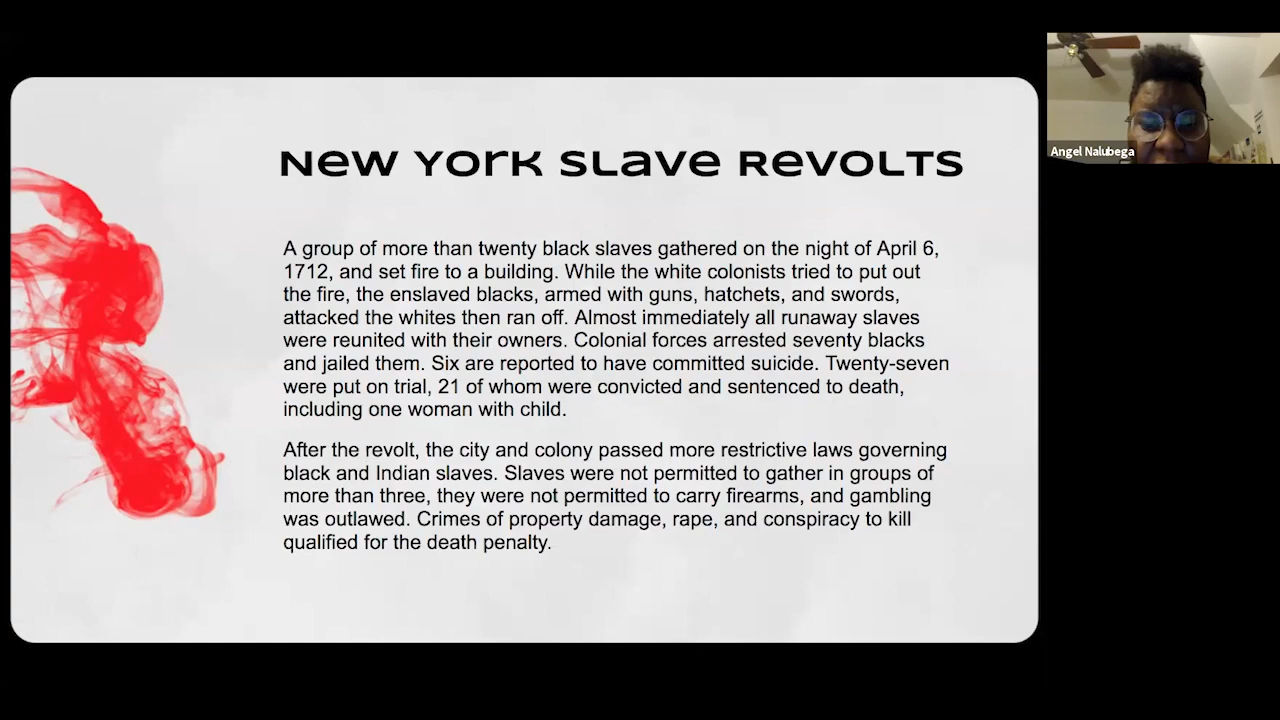 New York Slave Revolts
A group of more than twenty black slaves gathered on the night of April 6,
1712, and set fire to a building. While the white colonists tried to put out
the fire, the enslaved blacks, armed with guns, hatchets, and swords,
attacked the whites then ran off. Almost immediately all runaway slaves
were reunited with their owners. Colonial forces arrested seventy blacks
and jailed them. Six are reported to have committed suicide. Twenty-seven
were put on trial, 21 of whom were convicted and sentenced to death,
including one woman with child.
After the revolt, the city and colony passed more restrictive laws governing
black and Indian slaves. Slaves were not permitted to gather in groups of
more than three, they were not permitted to carry firearms, and gambling
was outlawed. Crimes of property damage, rape, and conspiracy to kill
qualified for the death penalty.
Angel Nalubega